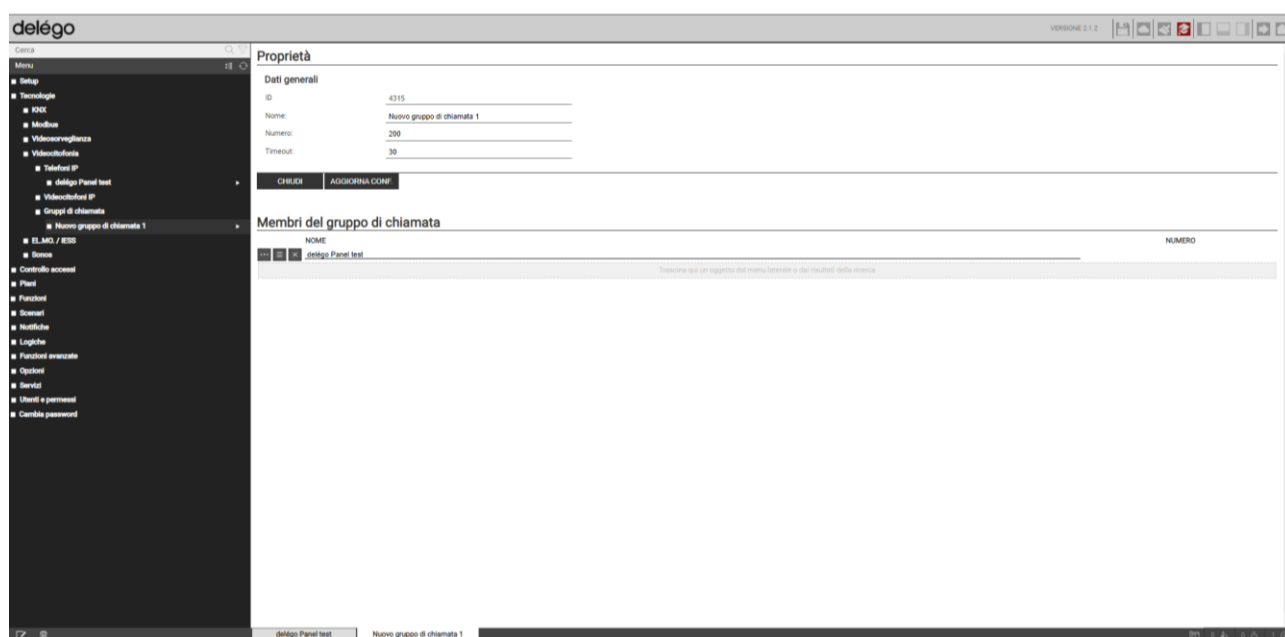 delégo
VERSIONE 2.1.2
Cerca
Menu
Setup
Tecnologie
KNX
Modbus
Videosorveglianza
Videocitofonia
Telefoni IP
delégo Panel test
Videocitofoni IP
Gruppi di chiamata
Nuovo gruppo di chiamata 1
EL.MO. / IESS
Sonos
Controllo accessi
Piani
Funzioni
Scenari
Notifiche
Logiche
Funzioni avanzate
Opzioni
Servizi
Utenti e permessi
Cambia password
Proprietà
Dati generali
ID 4315
Nome: Nuovo gruppo di chiamata 1
Numero: 200
Timeout: 30
CHIUDI AGGIORNA CONF.
Membri del gruppo di chiamata
NOME NUMERO
delégo Panel test
Trascina qui un oggetto dal menu laterale o dai risultati della ricerca
delégo Panel test Nuovo gruppo di chiamata 1